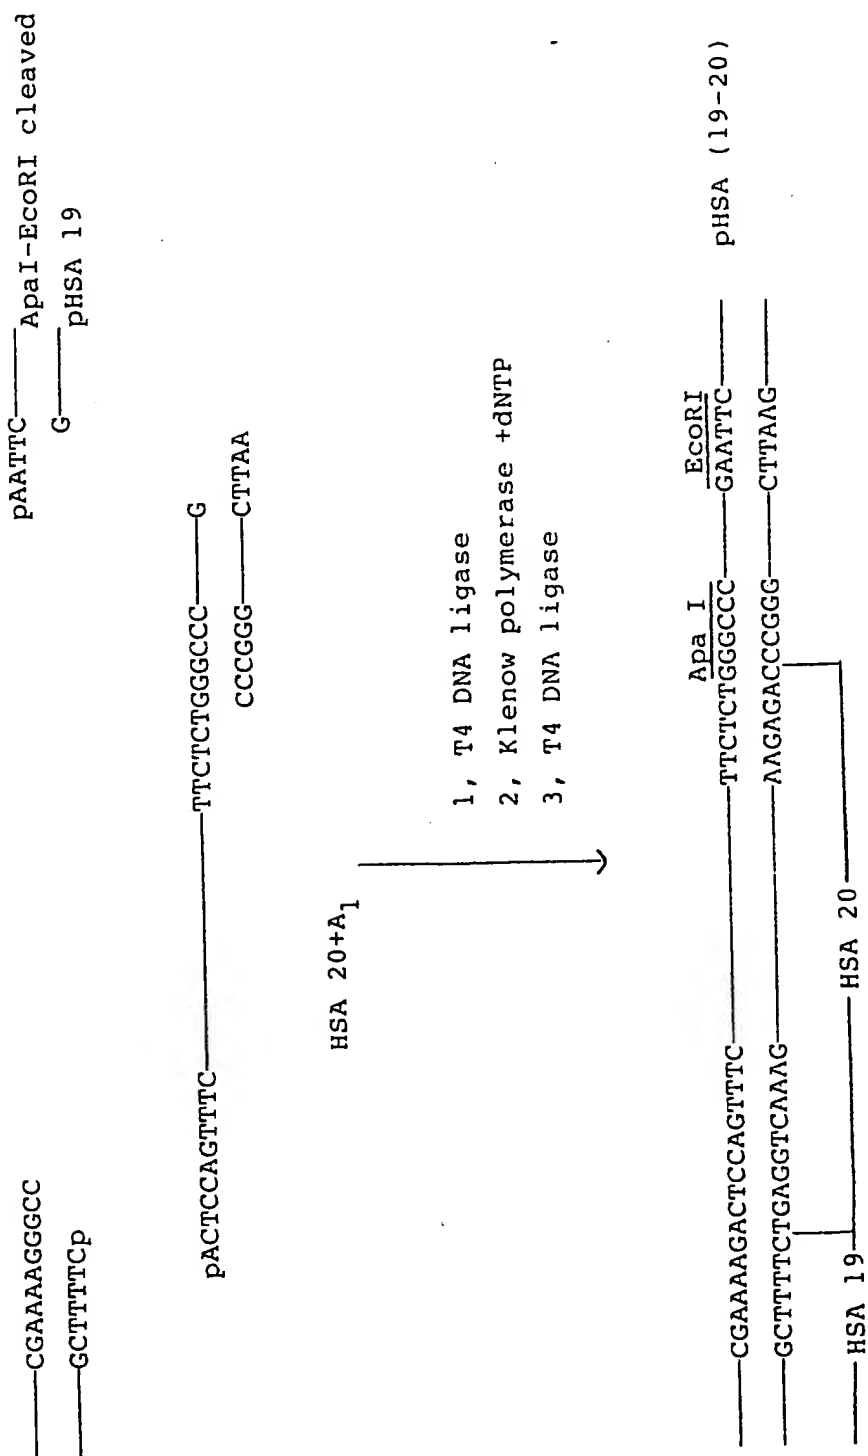 CGAAAAGGGCC pAATTC ApaI-EcoRI cleaved
GCTTTTCp G pHSA 19
pACTCCAGTTTC TTCTCTGGGCCC G
CCCGGG CTTAA
HSA 20+A1
1, T4 DNA ligase
2, Klenow polymerase +dNTP
3, T4 DNA ligase
Apa I EcoRI
CGAAAAGACTCCAGTTTC TTCTCTGGGCCC GAATTC pHSA (19-20)
GCTTTTCTGAGGTCAAAG AAGAGACCCGGG CTTAAG
HSA 19 HSA 20